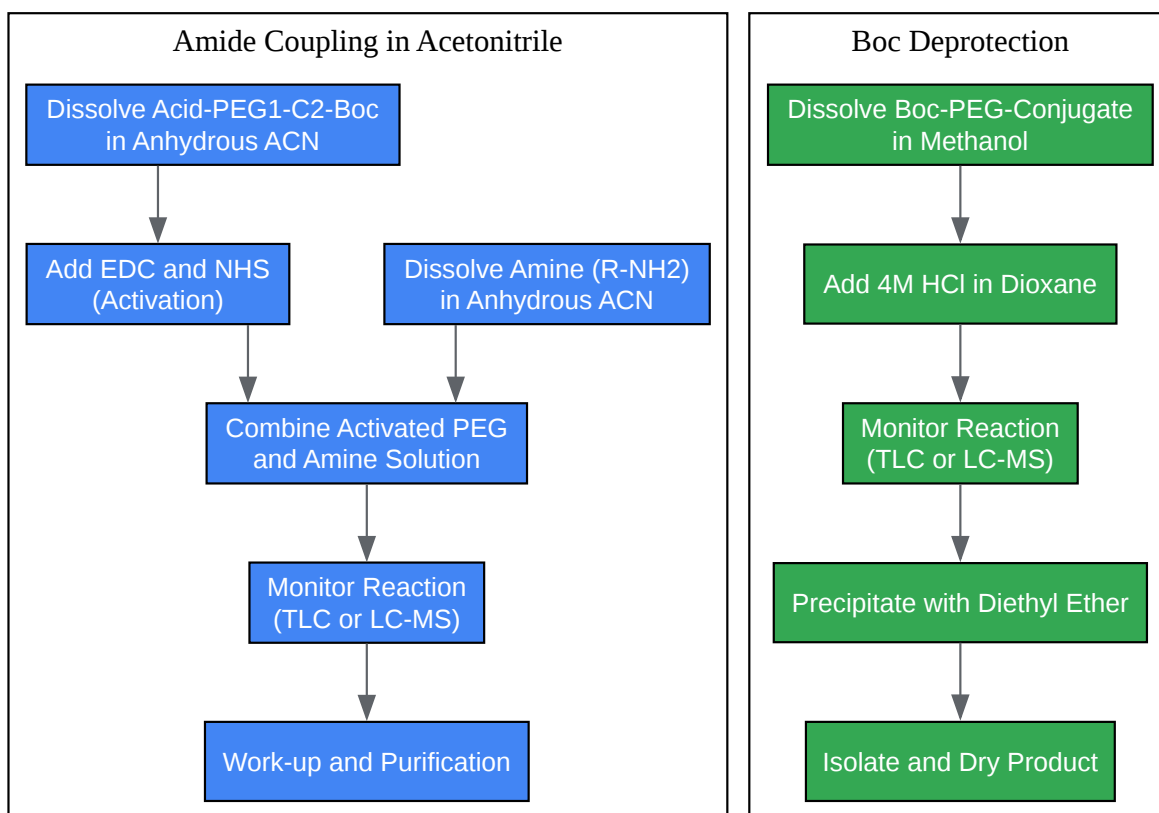 Amide Coupling in Acetonitrile
Dissolve Acid-PEG1-C2-Boc
in Anhydrous ACN
Add EDC and NHS
(Activation)
Dissolve Amine (R-NH2)
in Anhydrous ACN
Combine Activated PEG
and Amine Solution
Monitor Reaction
(TLC or LC-MS)
Work-up and Purification
Boc Deprotection
Dissolve Boc-PEG-Conjugate
in Methanol
Add 4M HCl in Dioxane
Monitor Reaction
(TLC or LC-MS)
Precipitate with Diethyl Ether
Isolate and Dry Product